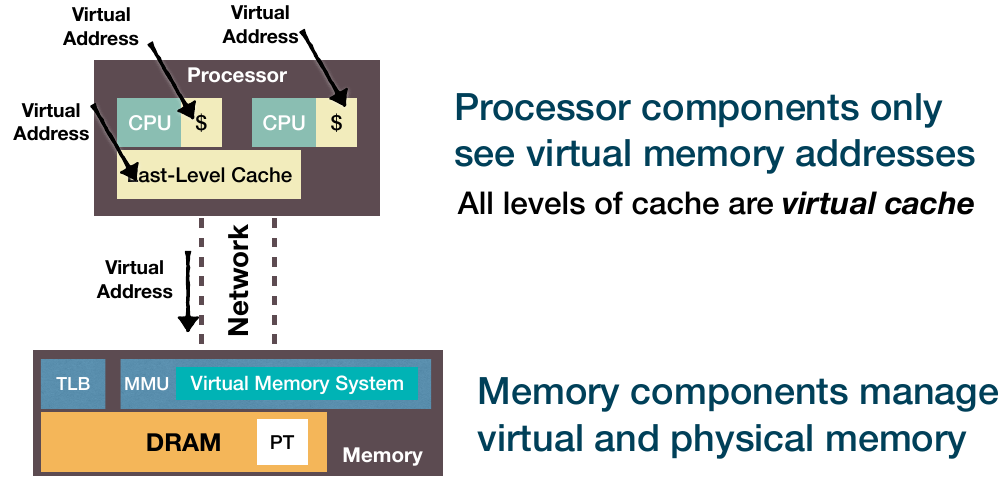 Virtual
Address
Virtual
Address
Virtual
Address
Processor
CPU
$
CPU
$
Last-Level Cache
Processor components only
see virtual memory addresses
All levels of cache are virtual cache
Virtual
Address
Network
TLB
MMU
Virtual Memory System
DRAM
PT
Memory
Memory components manage
virtual and physical memory